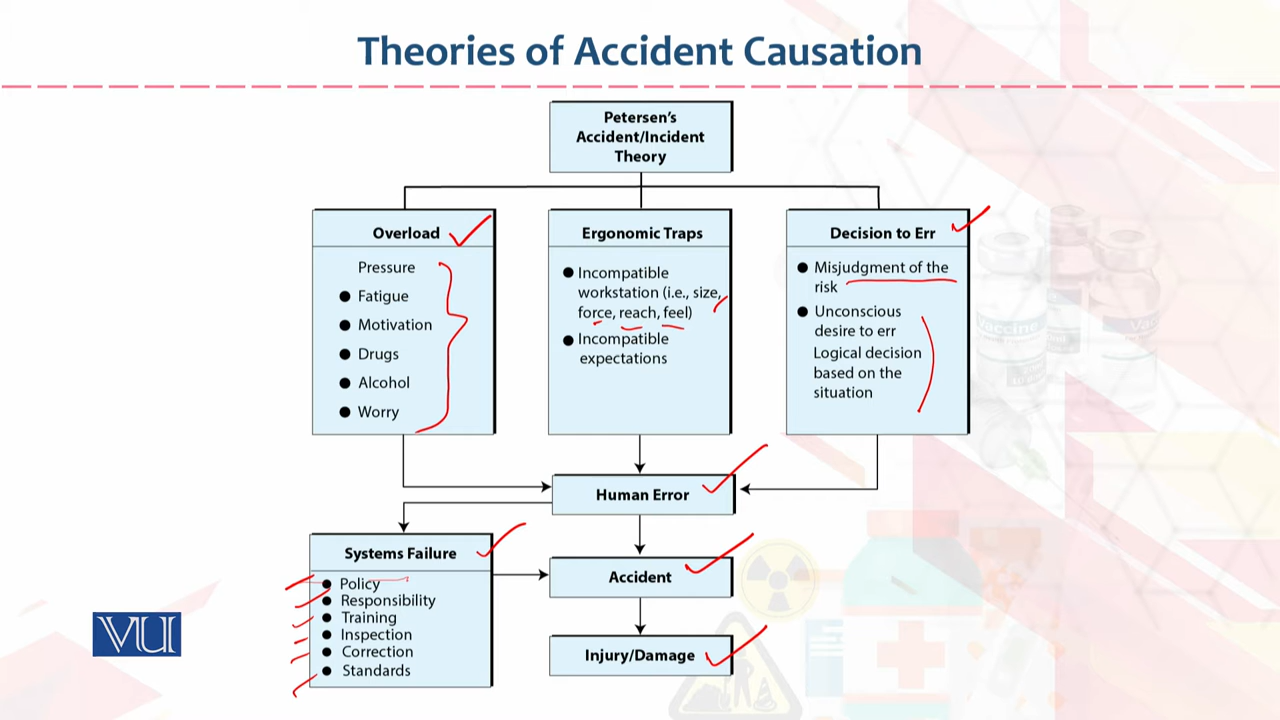 Theories of Accident Causation
Petersen's
Accident/Incident
Theory
Overload
Pressure
● Fatigue
● Motivation
● Drugs
● Alcohol
● Worry
Ergonomic Traps
● Incompatible
workstation (i.e., size,
force, reach, feel)
● Incompatible
expectations
Decision to Err
● Misjudgment of the
risk
● Unconscious
desire to err
Logical decision
based on the
situation
Human Error
Systems Failure
● Policy
● Responsibility
● Training
● Inspection
● Correction
● Standards
Accident
Injury/Damage
VU
Vaccine